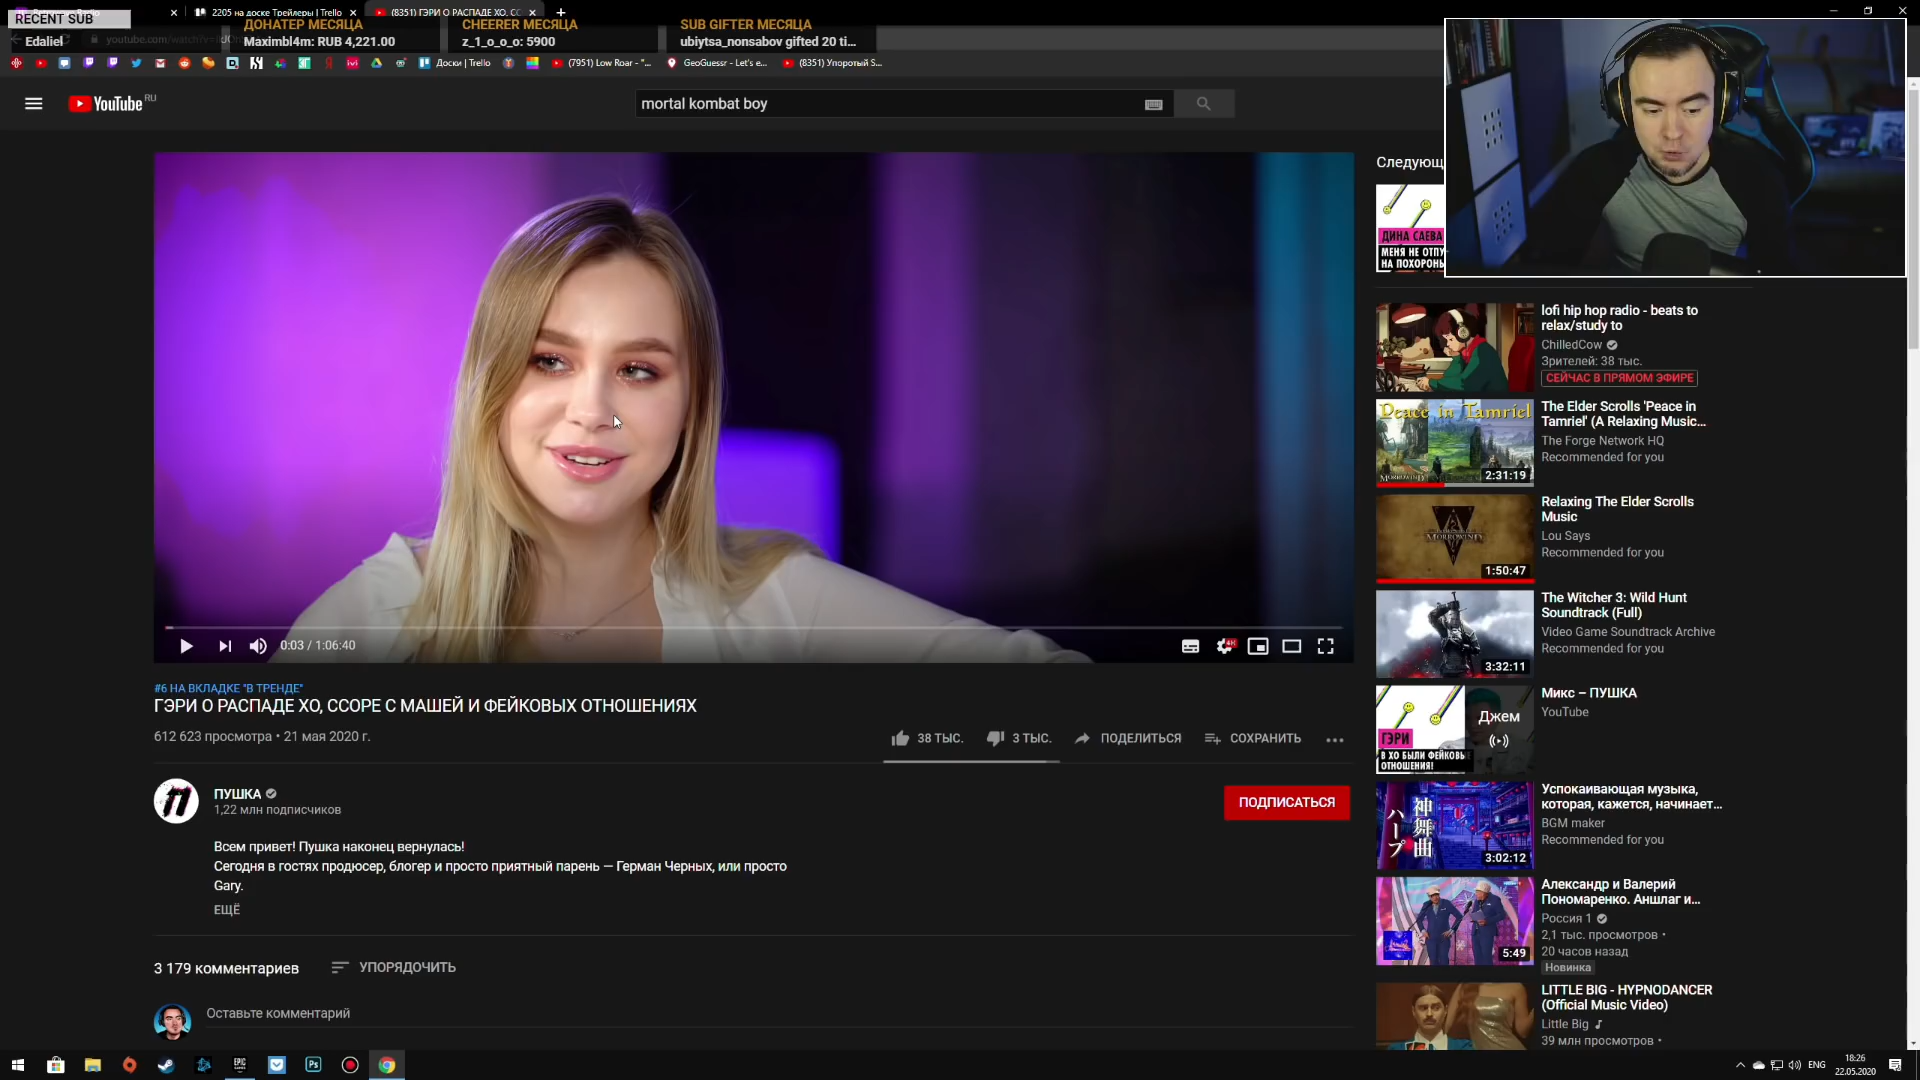 RECENT SUB
Edaliel
ДОНАТЕР МЕСЯЦА
Maximbl4m: RUB 4,221.00
CHEERER МЕСЯЦА
z_1_o_o_o: 5900
SUB GIFTER МЕСЯЦА
ubiytsa_nonsabov gifted 20 ti...
2205 на доске Трейлеры | Trello
(8351) ГЭРИ О РАСПАДЕ ХО, СС
Доски | Trello
(7951) Low Roar - "...
GeoGuessr - Let's e...
(8351) Упоротый S...
YouTube RU
mortal kombat boy
Следующ
ДИНА САЕВА
МЕНЯ НЕ ОТПУ
НА ПОХОРОНЫ
lofi hip hop radio - beats to
relax/study to
ChilledCow
Зрителей: 38 тыс.
СЕЙЧАС В ПРЯМОМ ЭФИРЕ
Peace in Tamriel
MORROWIND
2:31:19
The Elder Scrolls 'Peace in
Tamriel' (A Relaxing Music...
The Forge Network HQ
Recommended for you
MORROWIND
1:50:47
Relaxing The Elder Scrolls
Music
Lou Says
Recommended for you
3:32:11
The Witcher 3: Wild Hunt
Soundtrack (Full)
Video Game Soundtrack Archive
Recommended for you
ГЭРИ
В ХО БЫЛИ ФЕЙКОВЫ
ОТНОШЕНИЯ!
Джем
Микс – ПУШКА
YouTube
神舞曲
ハープ
3:02:12
Успокаивающая музыка,
которая, кажется, начинает...
BGM maker
Recommended for you
5:49
Александр и Валерий
Пономаренко. Аншлаг и...
Россия 1
2,1 тыс. просмотров •
20 часов назад
Новинка
LITTLE BIG - HYPNODANCER
(Official Music Video)
Little Big
39 млн просмотров •
0:03 / 1:06:40
#6 НА ВКЛАДКЕ "В ТРЕНДЕ"
ГЭРИ О РАСПАДЕ ХО, ССОРЕ С МАШЕЙ И ФЕЙКОВЫХ ОТНОШЕНИЯХ
612 623 просмотра • 21 мая 2020 г.
38 ТЫС.
3 ТЫС.
ПОДЕЛИТЬСЯ
СОХРАНИТЬ
П
ПУШКА
1,22 млн подписчиков
ПОДПИСАТЬСЯ
Всем привет! Пушка наконец вернулась!
Сегодня в гостях продюсер, блогер и просто приятный парень — Герман Черных, или просто
Gary.
ЕЩЁ
3 179 комментариев
УПОРЯДОЧИТЬ
Оставьте комментарий
EPIC
Ps
ENG
18:26
22.05.2020